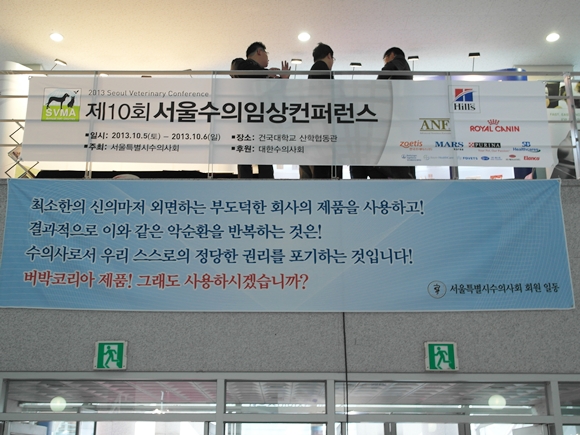 2013 Seoul Veterinary Conference
SVMA
제10회 서울수의임상컨퍼런스
Hill's
■일시: 2013.10.5(토) — 2013.10.6(일) ■장소: 건국대학교 산학협동관
■주최: 서울특별시수의사회 ■후원: 대한수의사회
ANF ROYAL CANIN
zoetis MARS PURINA
Elanco
최소한의 신의마저 외면하는 부도덕한 회사의 제품을 사용하고!
결과적으로 이와 같은 악순환을 반복하는 것은!
수의사로서 우리 스스로의 정당한 권리를 포기하는 것입니다!
버박코리아 제품! 그래도 사용하시겠습니까?
서울특별시수의사회 회원 일동